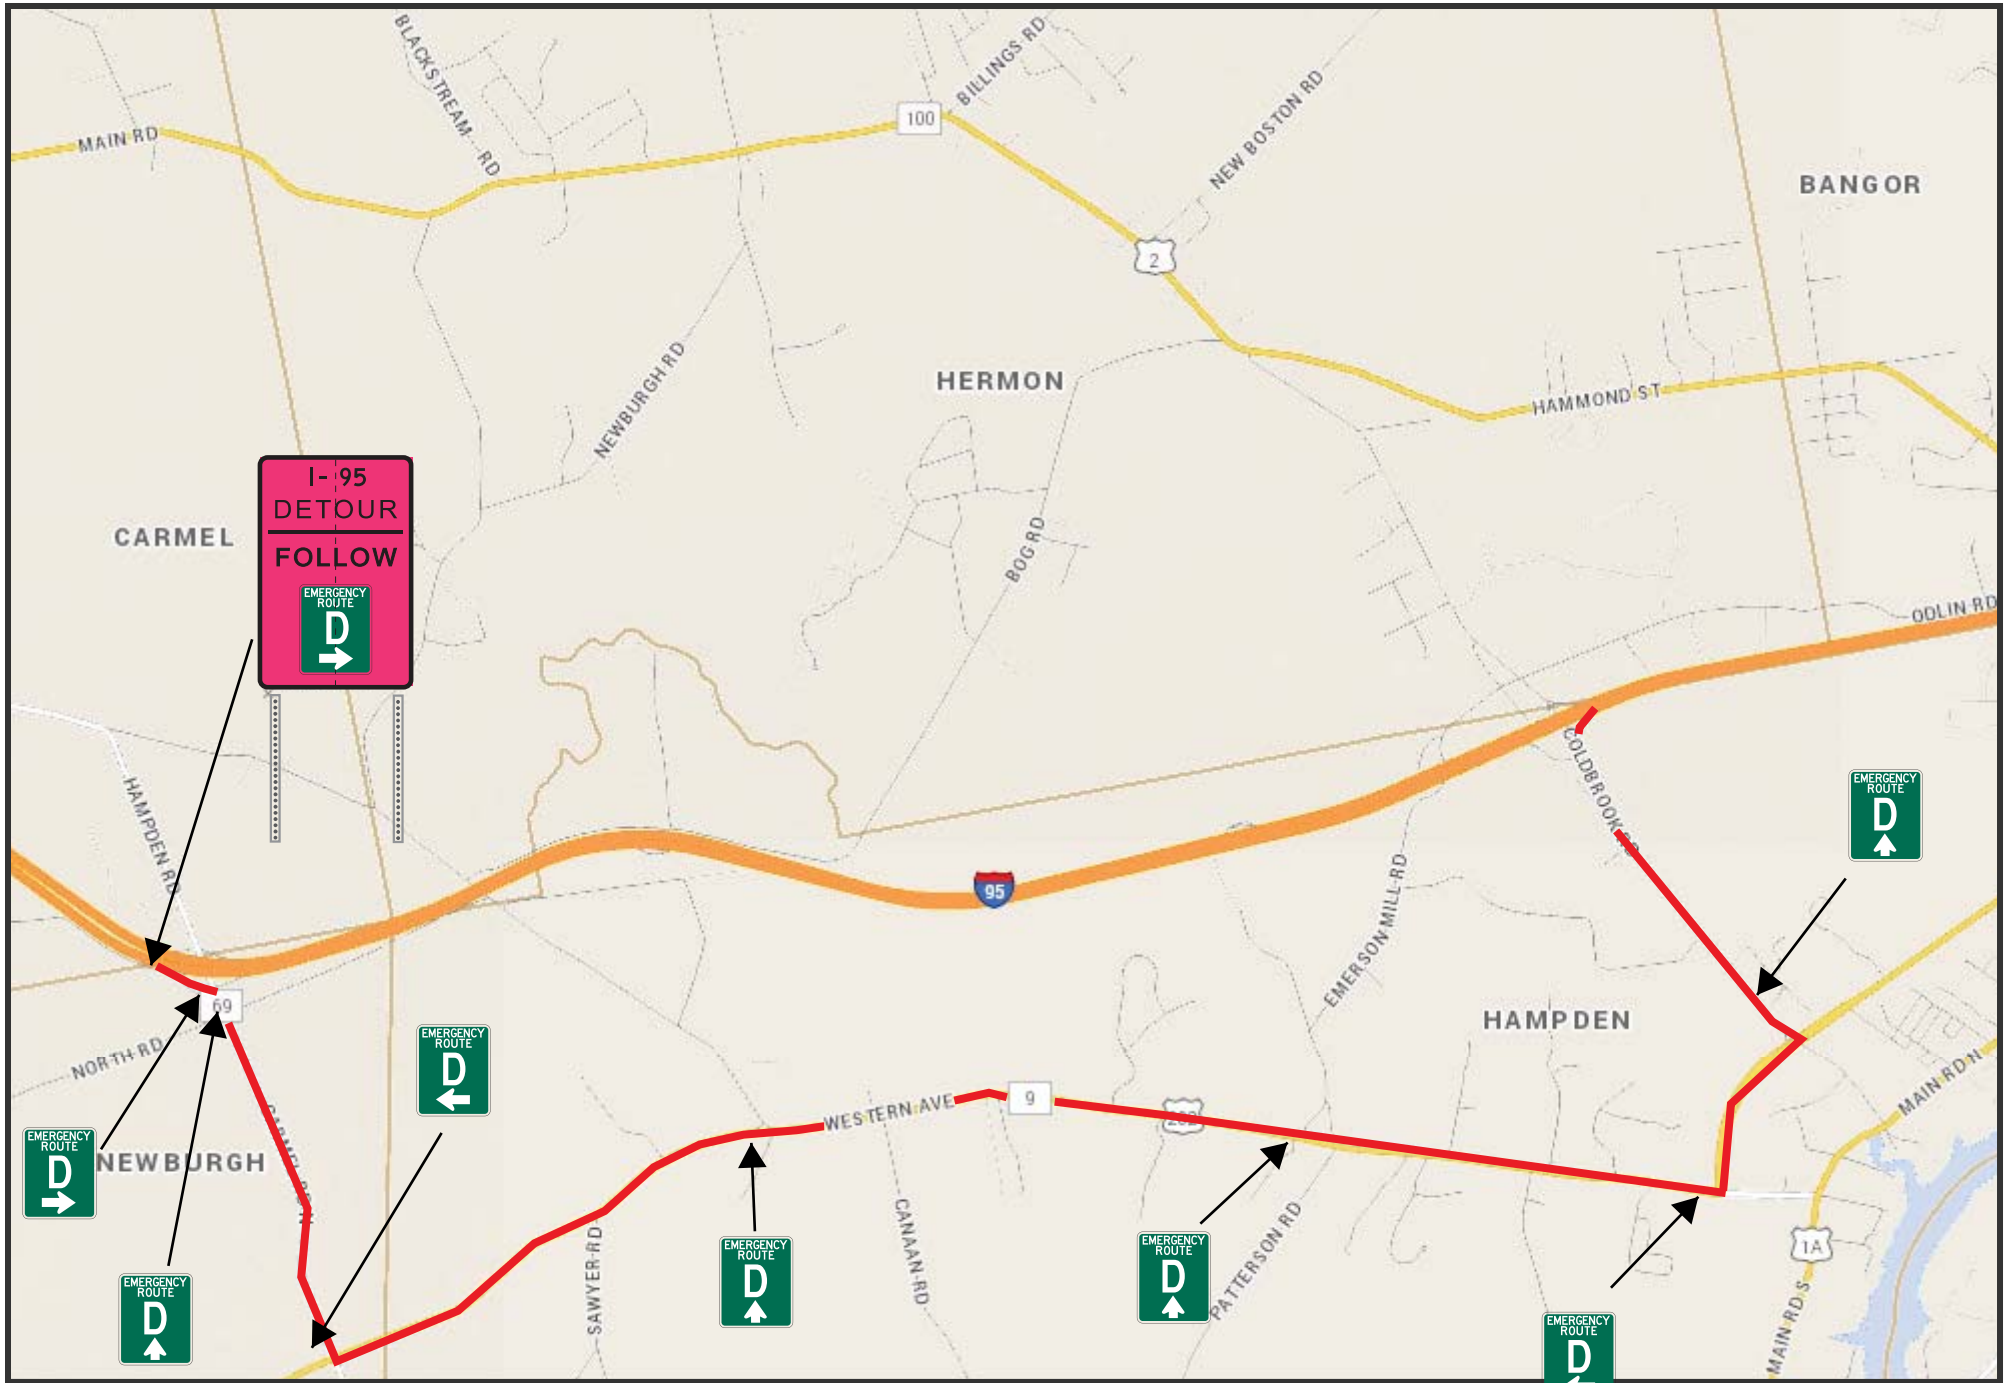 BLACKSTREAM RD
BILLINGS RD
NEW BOSTON RD
MAIN RD
100
BANGOR
2
HERMON
NEWBURGH RD
HAMMOND ST
I- 95
DETOUR
FOLLOW
EMERGENCY
ROUTE
D
CARMEL
BOG RD
ODLIN RD
COLDBROOK RD
EMERGENCY
ROUTE
D
HAMPDEN RD
95
EMERSON MILL RD
69
NORTH RD
HAMPDEN
EMERGENCY
ROUTE
D
CARMEL RD N
WESTERN AVE
9
202
MAIN RD N
EMERGENCY
ROUTE
D
NEWBURGH
SAWYER RD
CANAAN RD
PATTERSON RD
1A
EMERGENCY
ROUTE
D
EMERGENCY
ROUTE
D
EMERGENCY
ROUTE
D
EMERGENCY
ROUTE
D
MAIN RD S